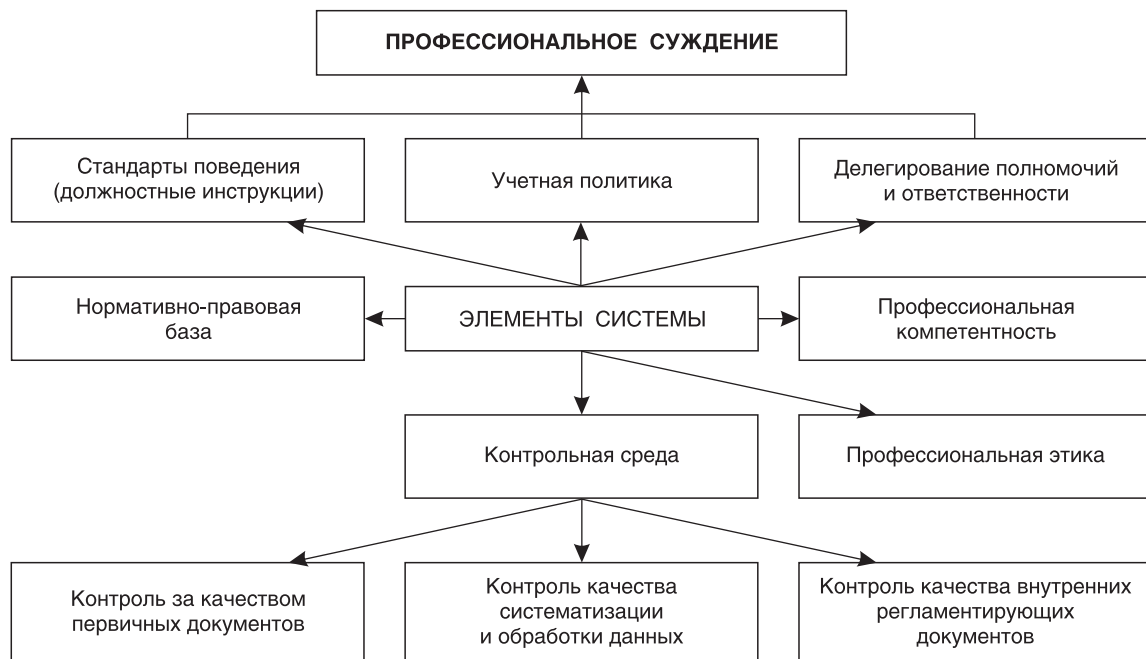 ПРОФЕССИОНАЛЬНОЕ СУЖДЕНИЕ
Стандарты поведения
(должностные инструкции)
Учетная политика
Делегирование полномочий
и ответственности
Нормативно-правовая
база
ЭЛЕМЕНТЫ СИСТЕМЫ
Профессиональная
компетентность
Контрольная среда
Профессиональная этика
Контроль за качеством
первичных документов
Контроль качества
систематизации
и обработки данных
Контроль качества внутренних
регламентирующих
документов